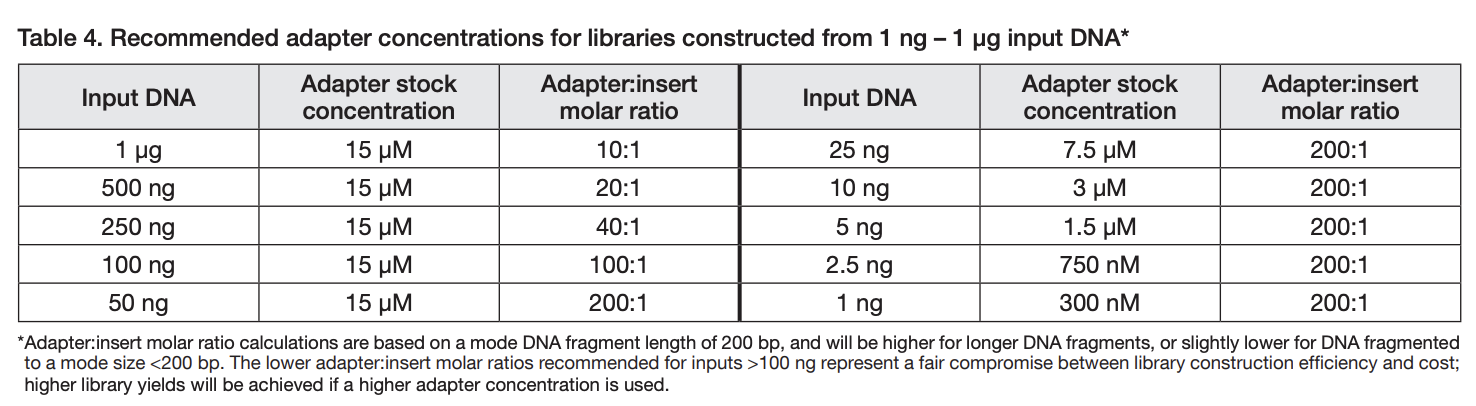 Table 4. Recommended adapter concentrations for libraries constructed from 1 ng – 1 µg input DNA*
Input DNA Adapter stock concentration Adapter:insert molar ratio Input DNA Adapter stock concentration Adapter:insert molar ratio
1 µg 15 µM 10:1 25 ng 7.5 µM 200:1
500 ng 15 µM 20:1 10 ng 3 µM 200:1
250 ng 15 µM 40:1 5 ng 1.5 µM 200:1
100 ng 15 µM 100:1 2.5 ng 750 nM 200:1
50 ng 15 µM 200:1 1 ng 300 nM 200:1
*Adapter:insert molar ratio calculations are based on a mode DNA fragment length of 200 bp, and will be higher for longer DNA fragments, or slightly lower for DNA fragmented
to a mode size <200 bp. The lower adapter:insert molar ratios recommended for inputs >100 ng represent a fair compromise between library construction efficiency and cost;
higher library yields will be achieved if a higher adapter concentration is used.